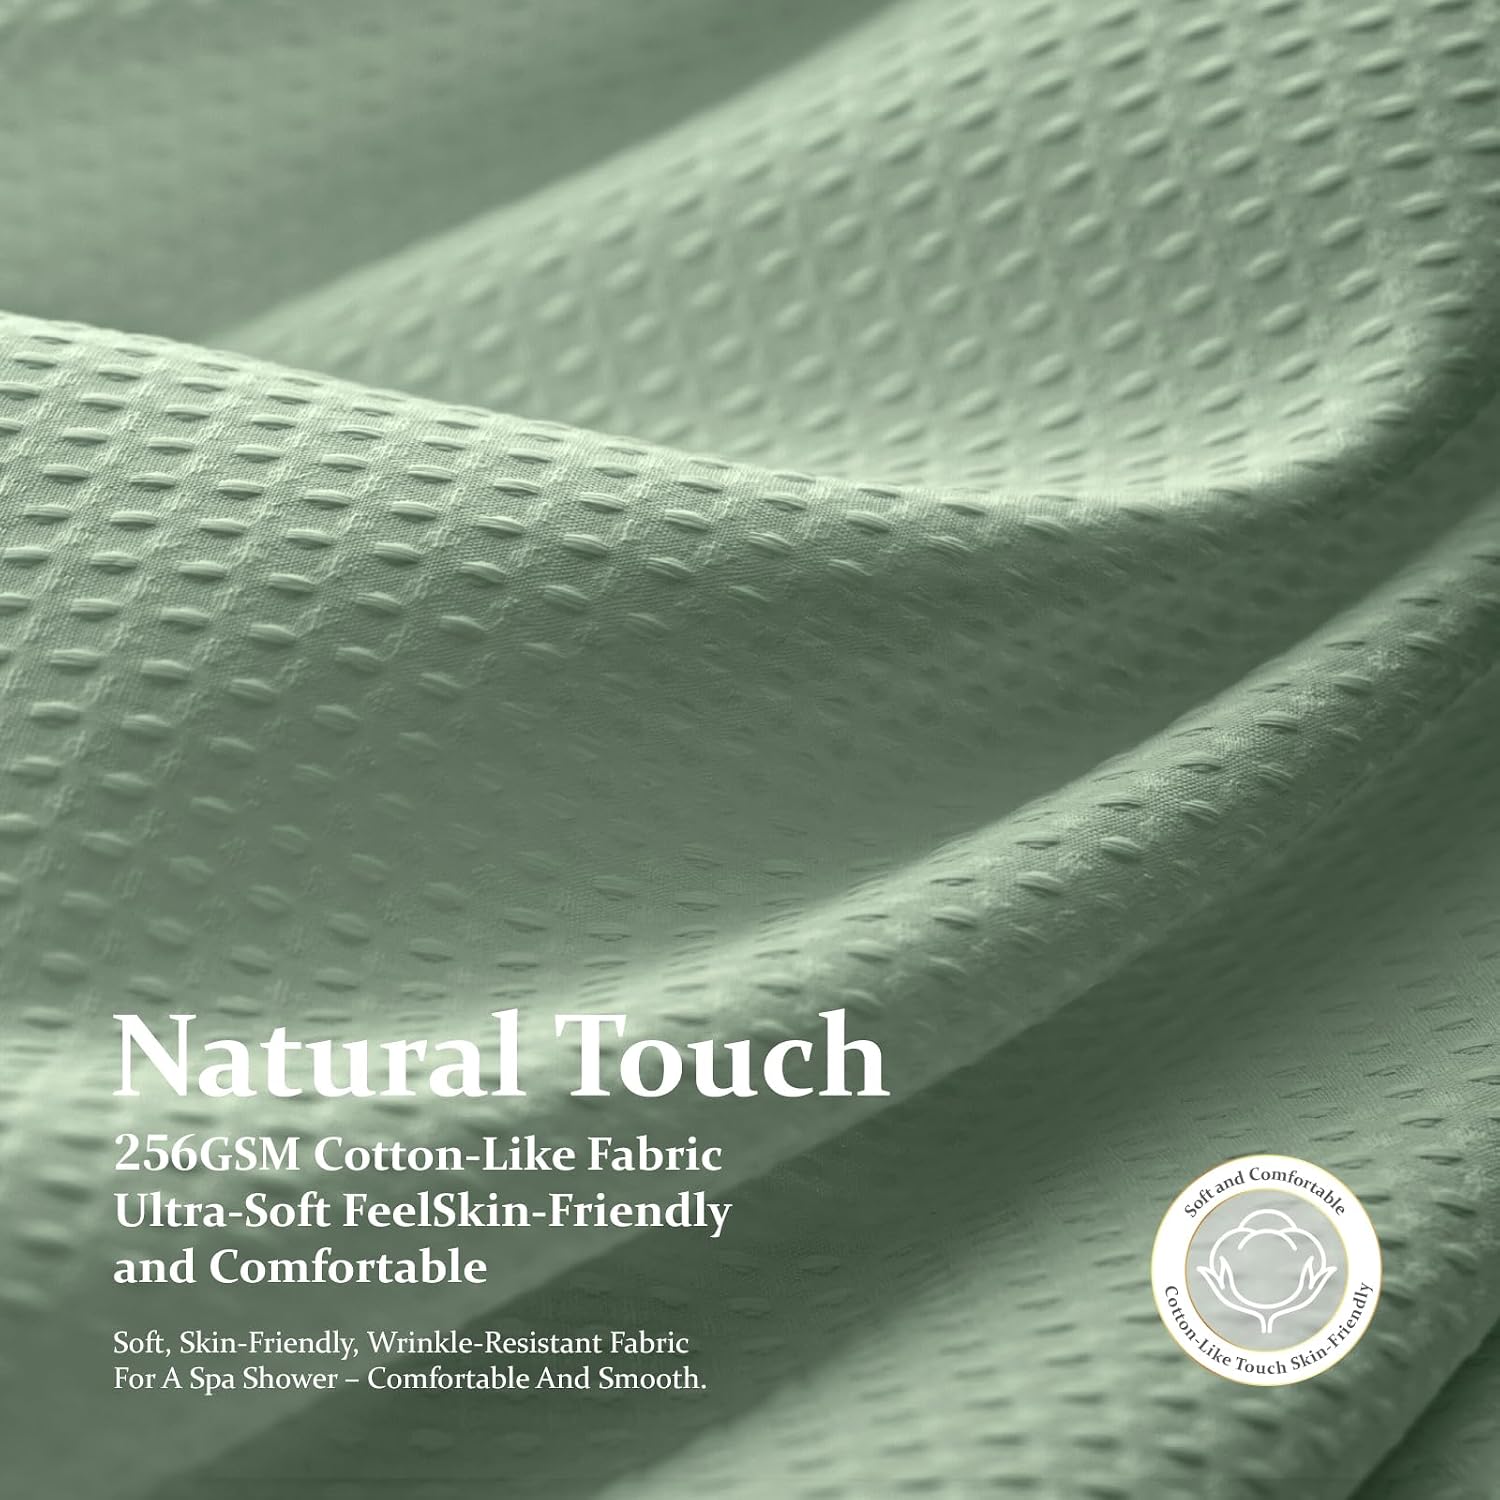 Natural Touch
256GSM Cotton-Like Fabric
Ultra-Soft FeelSkin-Friendly
and Comfortable
Soft, Skin-Friendly, Wrinkle-Resistant Fabric
For A Spa Shower – Comfortable And Smooth.
Soft and Comfortable
Cotton-Like Touch Skin-Friendly